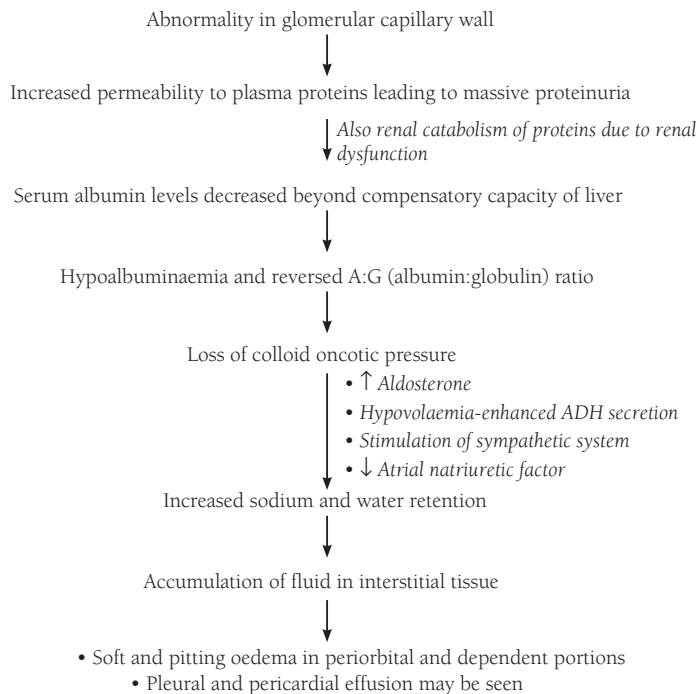 Abnormality in glomerular capillary wall
Increased permeability to plasma proteins leading to massive proteinuria
Also renal catabolism of proteins due to renal
dysfunction
Serum albumin levels decreased beyond compensatory capacity of liver
Hypoalbuminaemia and reversed A:G (albumin:globulin) ratio
Loss of colloid oncotic pressure
• ↑ Aldosterone
• Hypovolaemia-enhanced ADH secretion
• Stimulation of sympathetic system
• ↓ Atrial natriuretic factor
Increased sodium and water retention
Accumulation of fluid in interstitial tissue
• Soft and pitting oedema in periorbital and dependent portions
• Pleural and pericardial effusion may be seen